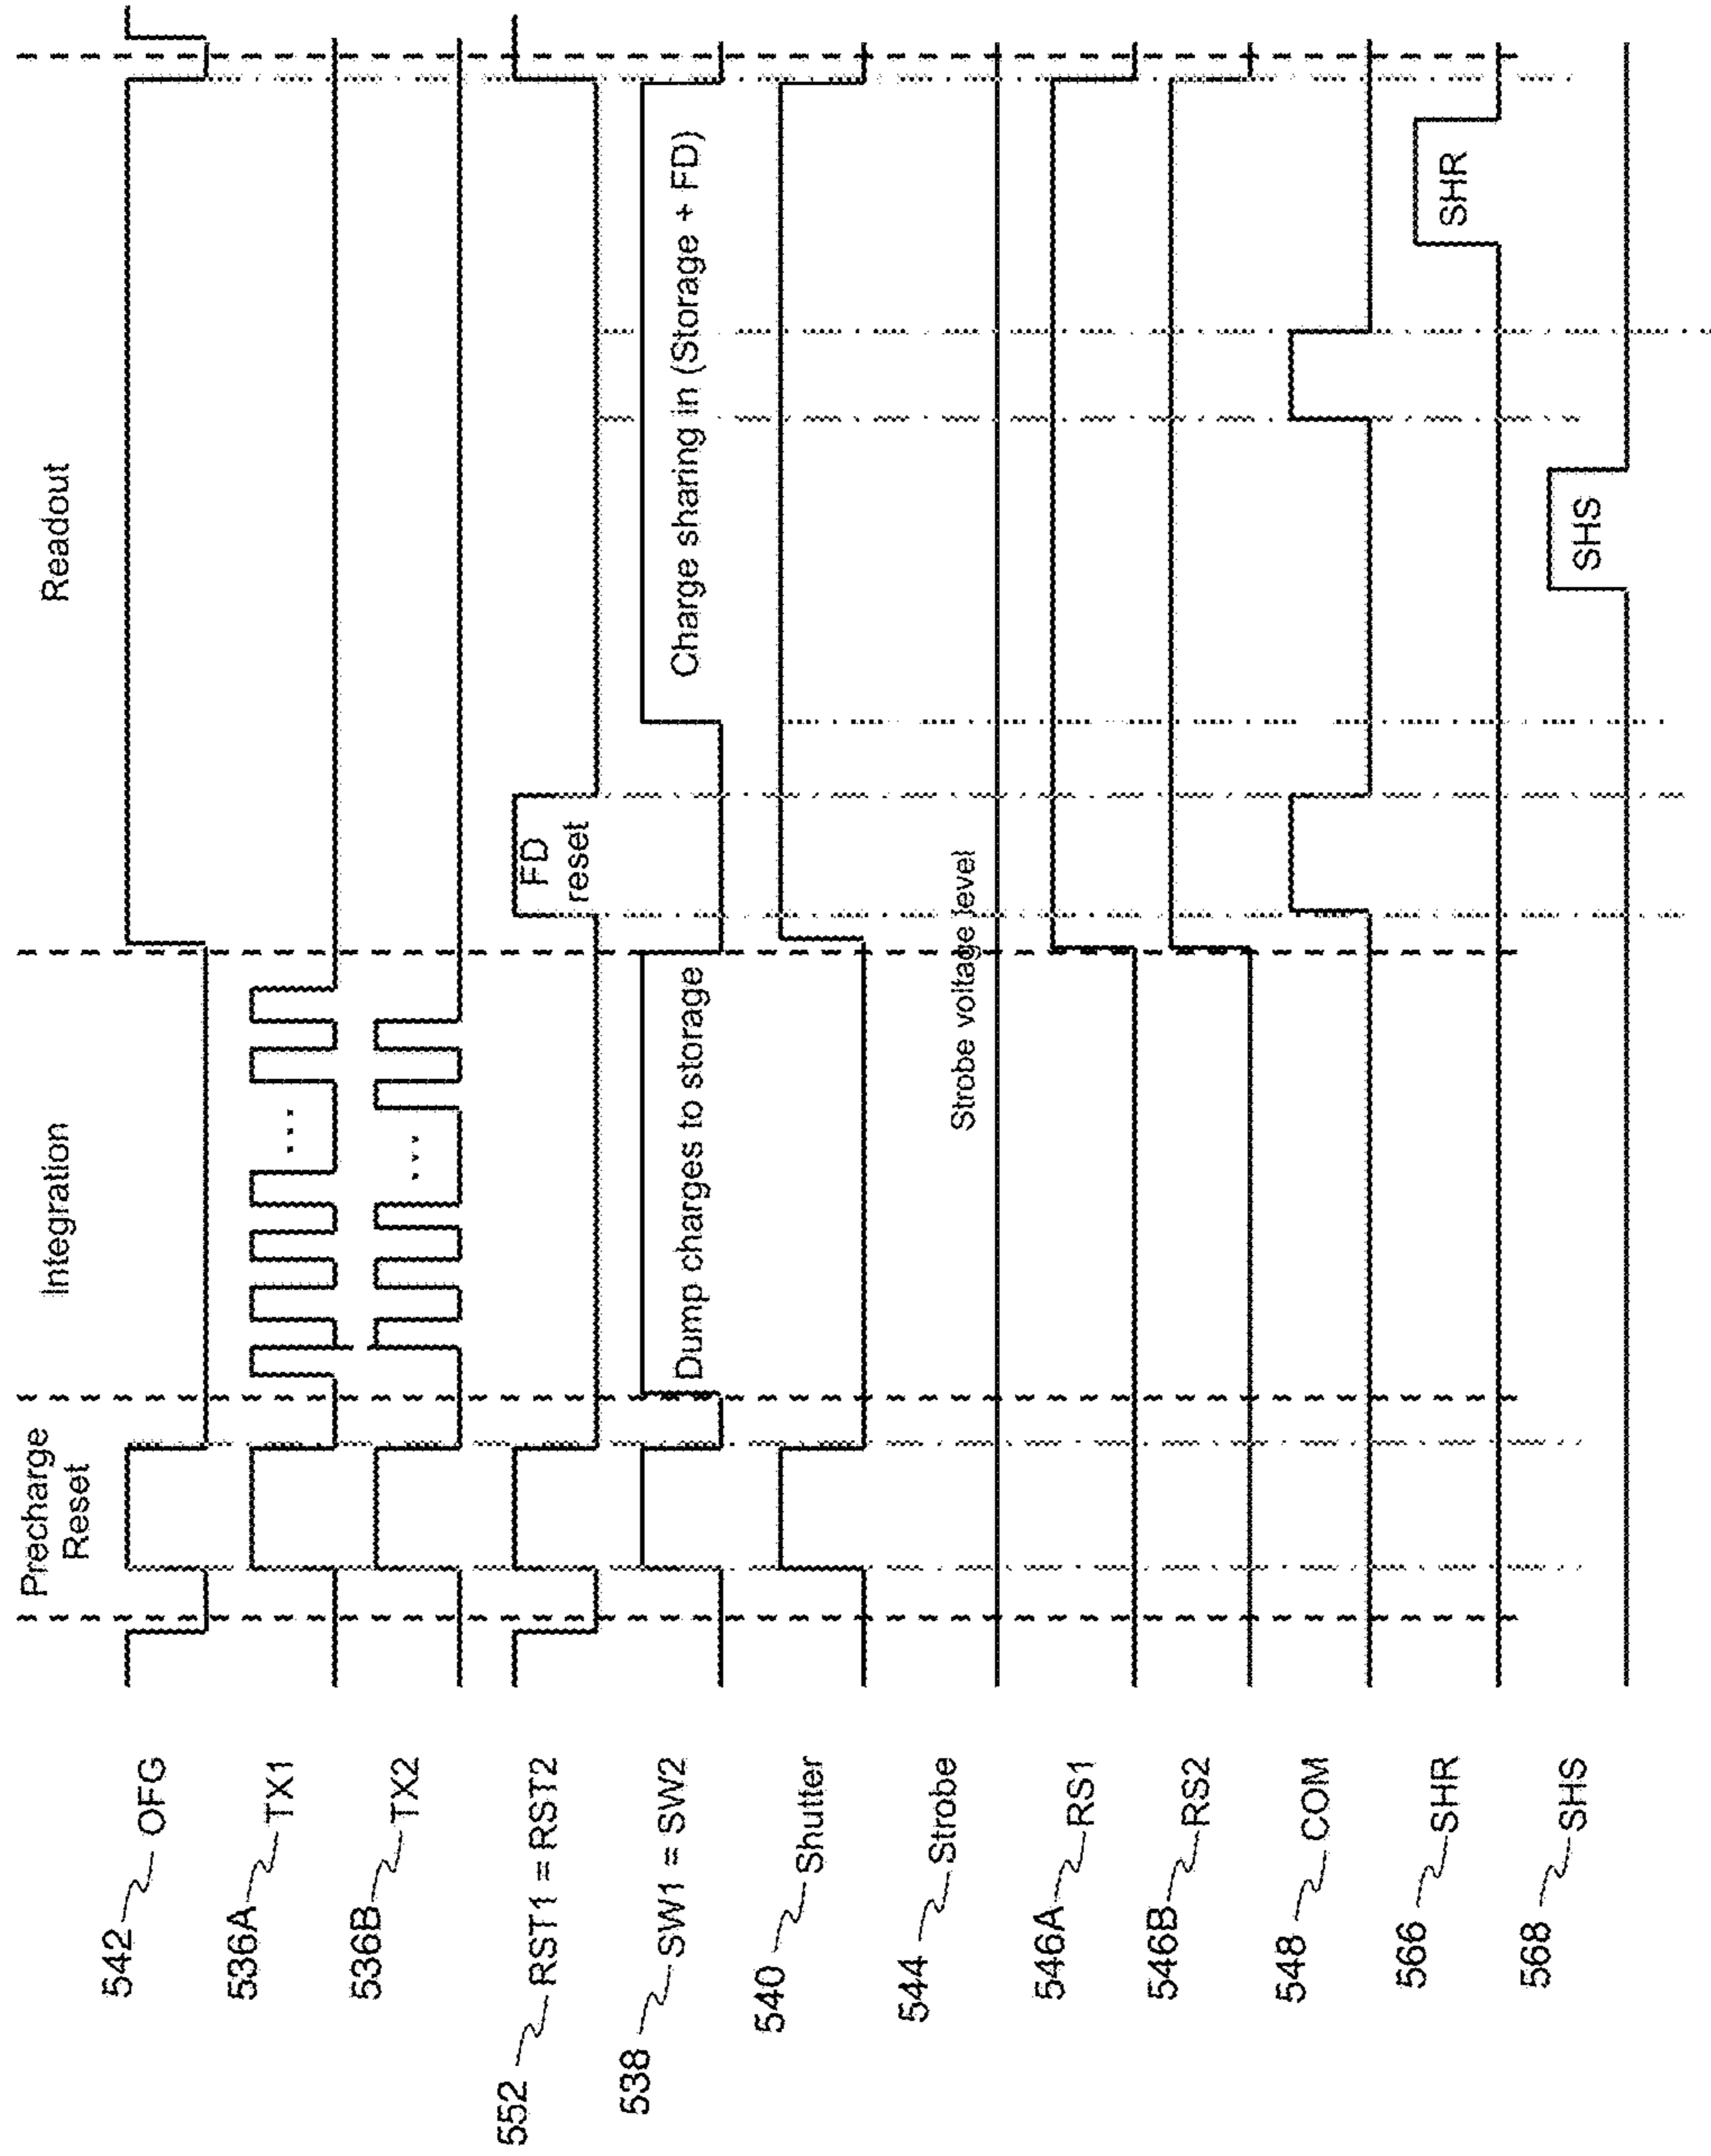 Precharge
Reset
Integration
Readout
542 OFG
536A TX1
...
536B TX2
...
552 RST1 = RST2
FD
reset
538 SW1 = SW2
Dump charges to storage
Charge sharing in (Storage + FD)
540 Shutter
544 Strobe
Strobe voltage level
546A RS1
546B RS2
548 COM
566 SHR
SHR
568 SHS
SHS